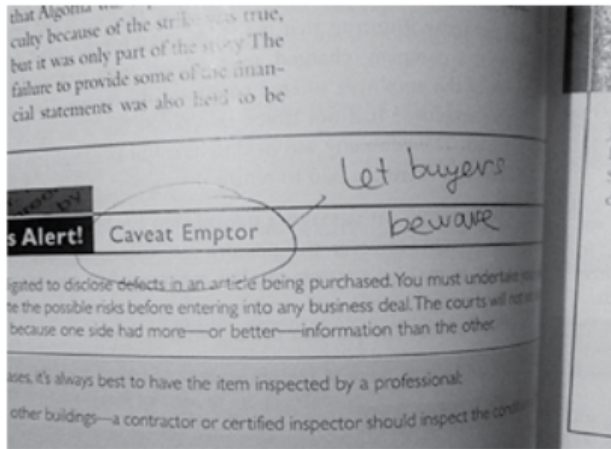 that Algoma
culty because of the strike was true,
but it was only part of the story The
failure to provide some of the finan-
cial statements was also held to be
Let buyers
beware
s Alert! Caveat Emptor
igated to disclose defects in an article being purchased. You must undertake
te the possible risks before entering into any business deal. The courts will not
because one side had more—or better—information than the other.
ases, it's always best to have the item inspected by a professional:
other buildings—a contractor or certified inspector should inspect the